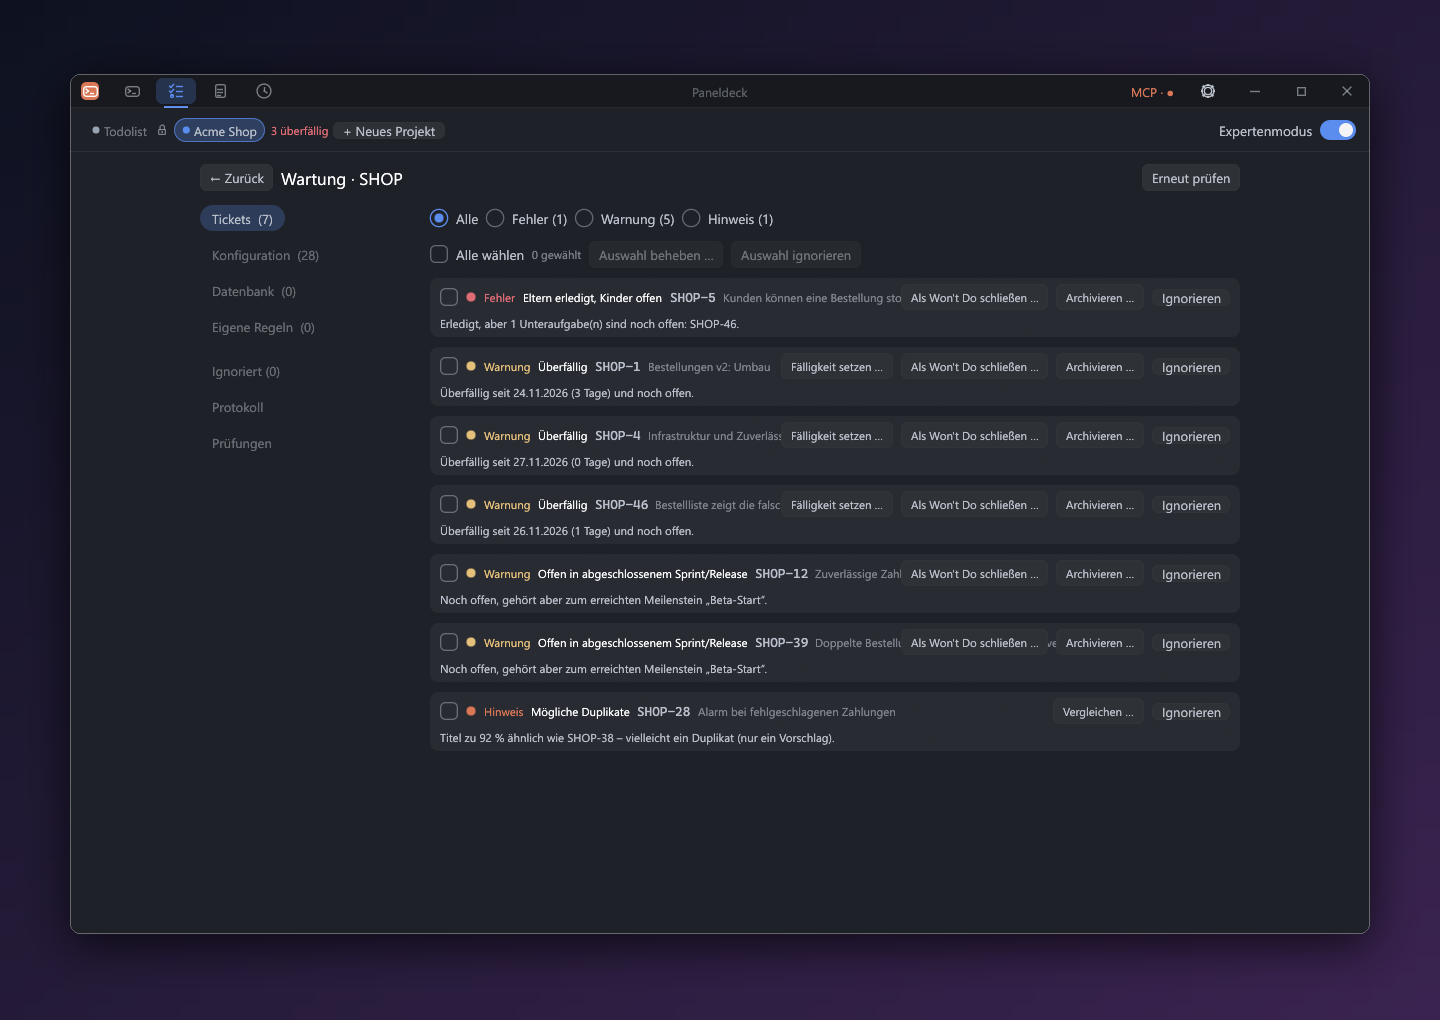 Paneldeck
MCP ·
Todolist
Acme Shop
3 überfällig
+ Neues Projekt
Expertenmodus
← Zurück
Wartung · SHOP
Erneut prüfen
Tickets (7)
Konfiguration (28)
Datenbank (0)
Eigene Regeln (0)
Ignoriert (0)
Protokoll
Prüfungen
Alle Fehler (1) Warnung (5) Hinweis (1)
Alle wählen 0 gewählt Auswahl beheben ... Auswahl ignorieren
Fehler Eltern erledigt, Kinder offen SHOP-5 Kunden können eine Bestellung sto Als Won't Do schließen ... Archivieren ... Ignorieren
Erledigt, aber 1 Unteraufgabe(n) sind noch offen: SHOP-46.
Warnung Überfällig SHOP-1 Bestellungen v2: Umbau Fälligkeit setzen ... Als Won't Do schließen ... Archivieren ... Ignorieren
Überfällig seit 24.11.2026 (3 Tage) und noch offen.
Warnung Überfällig SHOP-4 Infrastruktur und Zuverläss Fälligkeit setzen ... Als Won't Do schließen ... Archivieren ... Ignorieren
Überfällig seit 27.11.2026 (0 Tage) und noch offen.
Warnung Überfällig SHOP-46 Bestellliste zeigt die falsc Fälligkeit setzen ... Als Won't Do schließen ... Archivieren ... Ignorieren
Überfällig seit 26.11.2026 (1 Tage) und noch offen.
Warnung Offen in abgeschlossenem Sprint/Release SHOP-12 Zuverlässige Zahl Als Won't Do schließen ... Archivieren ... Ignorieren
Noch offen, gehört aber zum erreichten Meilenstein „Beta-Start“.
Warnung Offen in abgeschlossenem Sprint/Release SHOP-39 Doppelte Bestellu Als Won't Do schließen ... Archivieren ... Ignorieren
Noch offen, gehört aber zum erreichten Meilenstein „Beta-Start“.
Hinweis Mögliche Duplikate SHOP-28 Alarm bei fehlgeschlagenen Zahlungen Vergleichen ... Ignorieren
Titel zu 92 % ähnlich wie SHOP-38 – vielleicht ein Duplikat (nur ein Vorschlag).